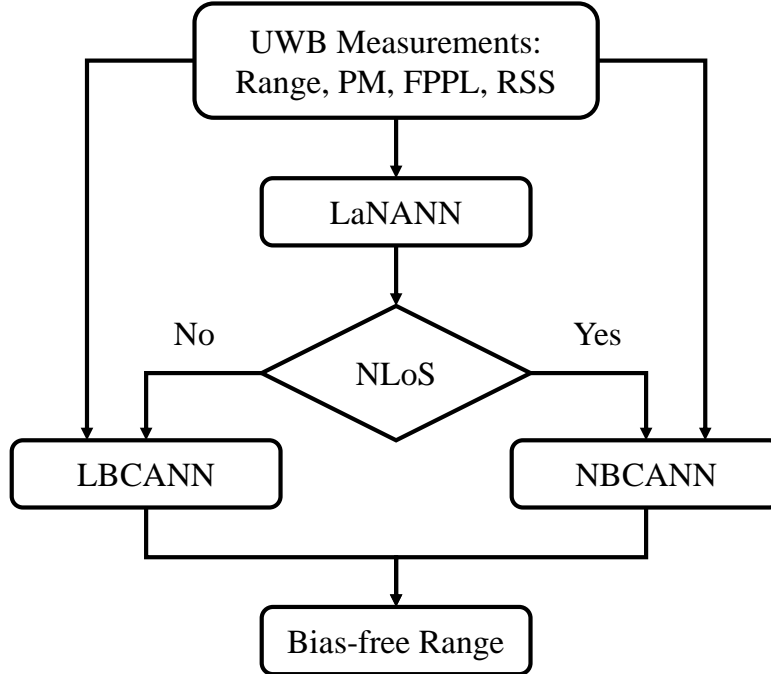 UWB Measurements:
Range, PM, FPPL, RSS
LaNANN
No
Yes
NLoS
LBCANN
NBCANN
Bias-free Range